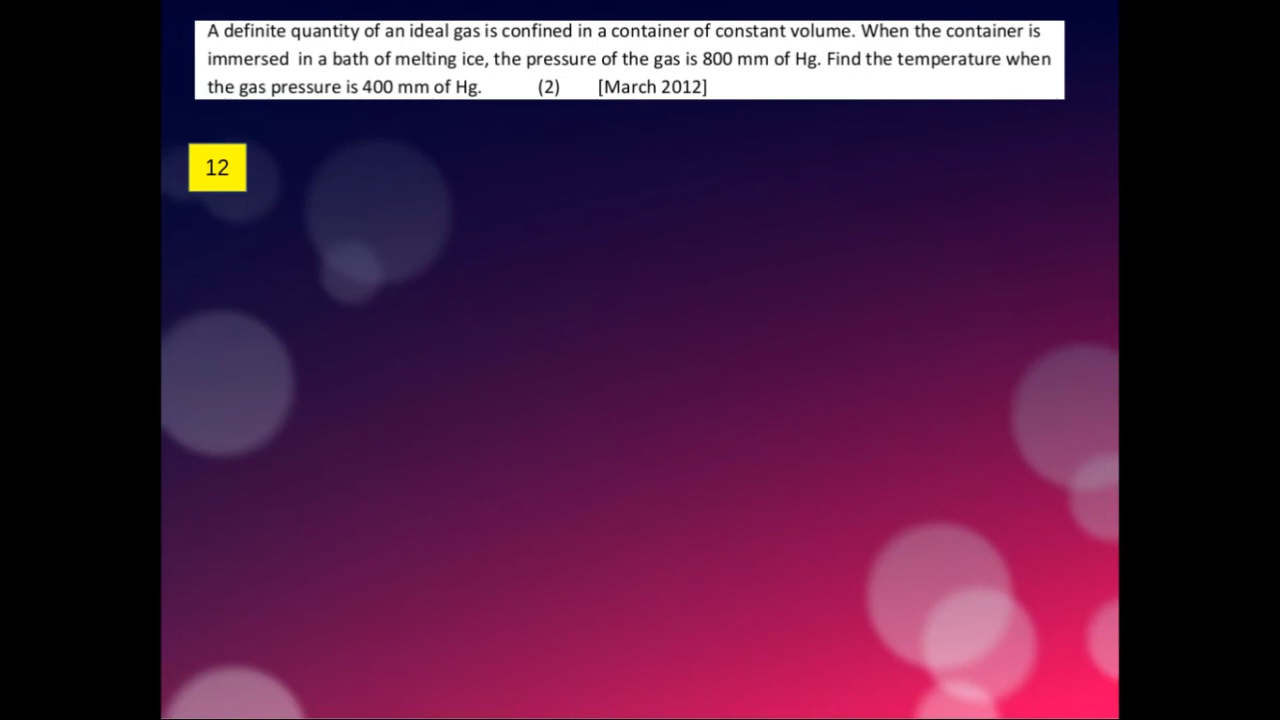 A definite quantity of an ideal gas is confined in a container of constant volume. When the container is
immersed in a bath of melting ice, the pressure of the gas is 800 mm of Hg. Find the temperature when
the gas pressure is 400 mm of Hg. (2) [March 2012]
12